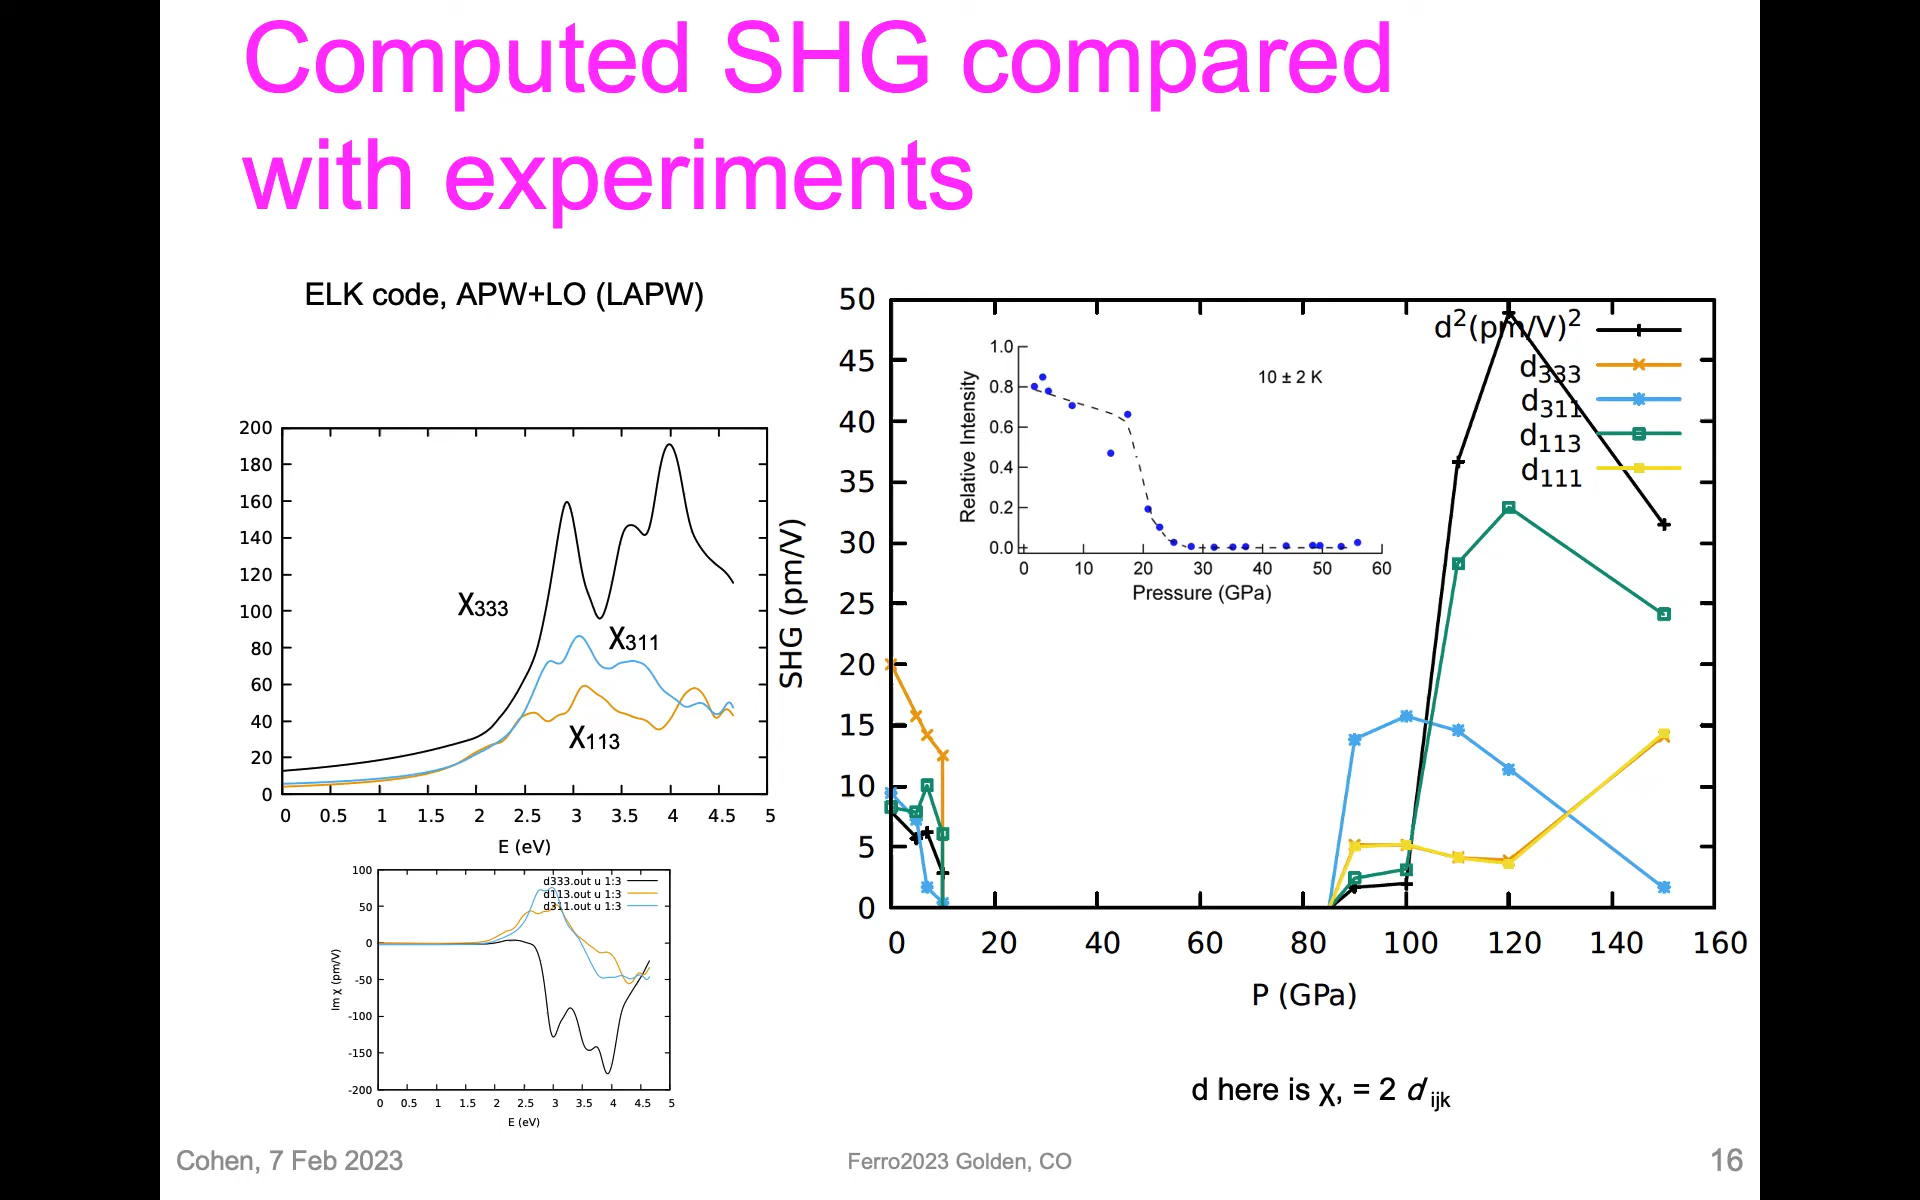 Computed SHG compared
with experiments
ELK code, APW+LO (LAPW)
200
180
160
140
120
100
80
60
40
20
0
χ333
χ311
χ113
0 0.5 1 1.5 2 2.5 3 3.5 4 4.5 5
E (eV)
100
50
0
-50
-100
-150
-200
Im χ (pm/V)
d333.out u 1:3
d113.out u 1:3
d311.out u 1:3
0 0.5 1 1.5 2 2.5 3 3.5 4 4.5 5
E (eV)
SHG (pm/V)
50
45
40
35
30
25
20
15
10
5
0
0 20 40 60 80 100 120 140 160
P (GPa)
d²(pm/V)²
d333
d311
d113
d111
Relative Intensity
1.0
0.8
0.6
0.4
0.2
0.0
10 ± 2 K
0 10 20 30 40 50 60
Pressure (GPa)
d here is χ, = 2 d ijk
Cohen, 7 Feb 2023
Ferro2023 Golden, CO
16